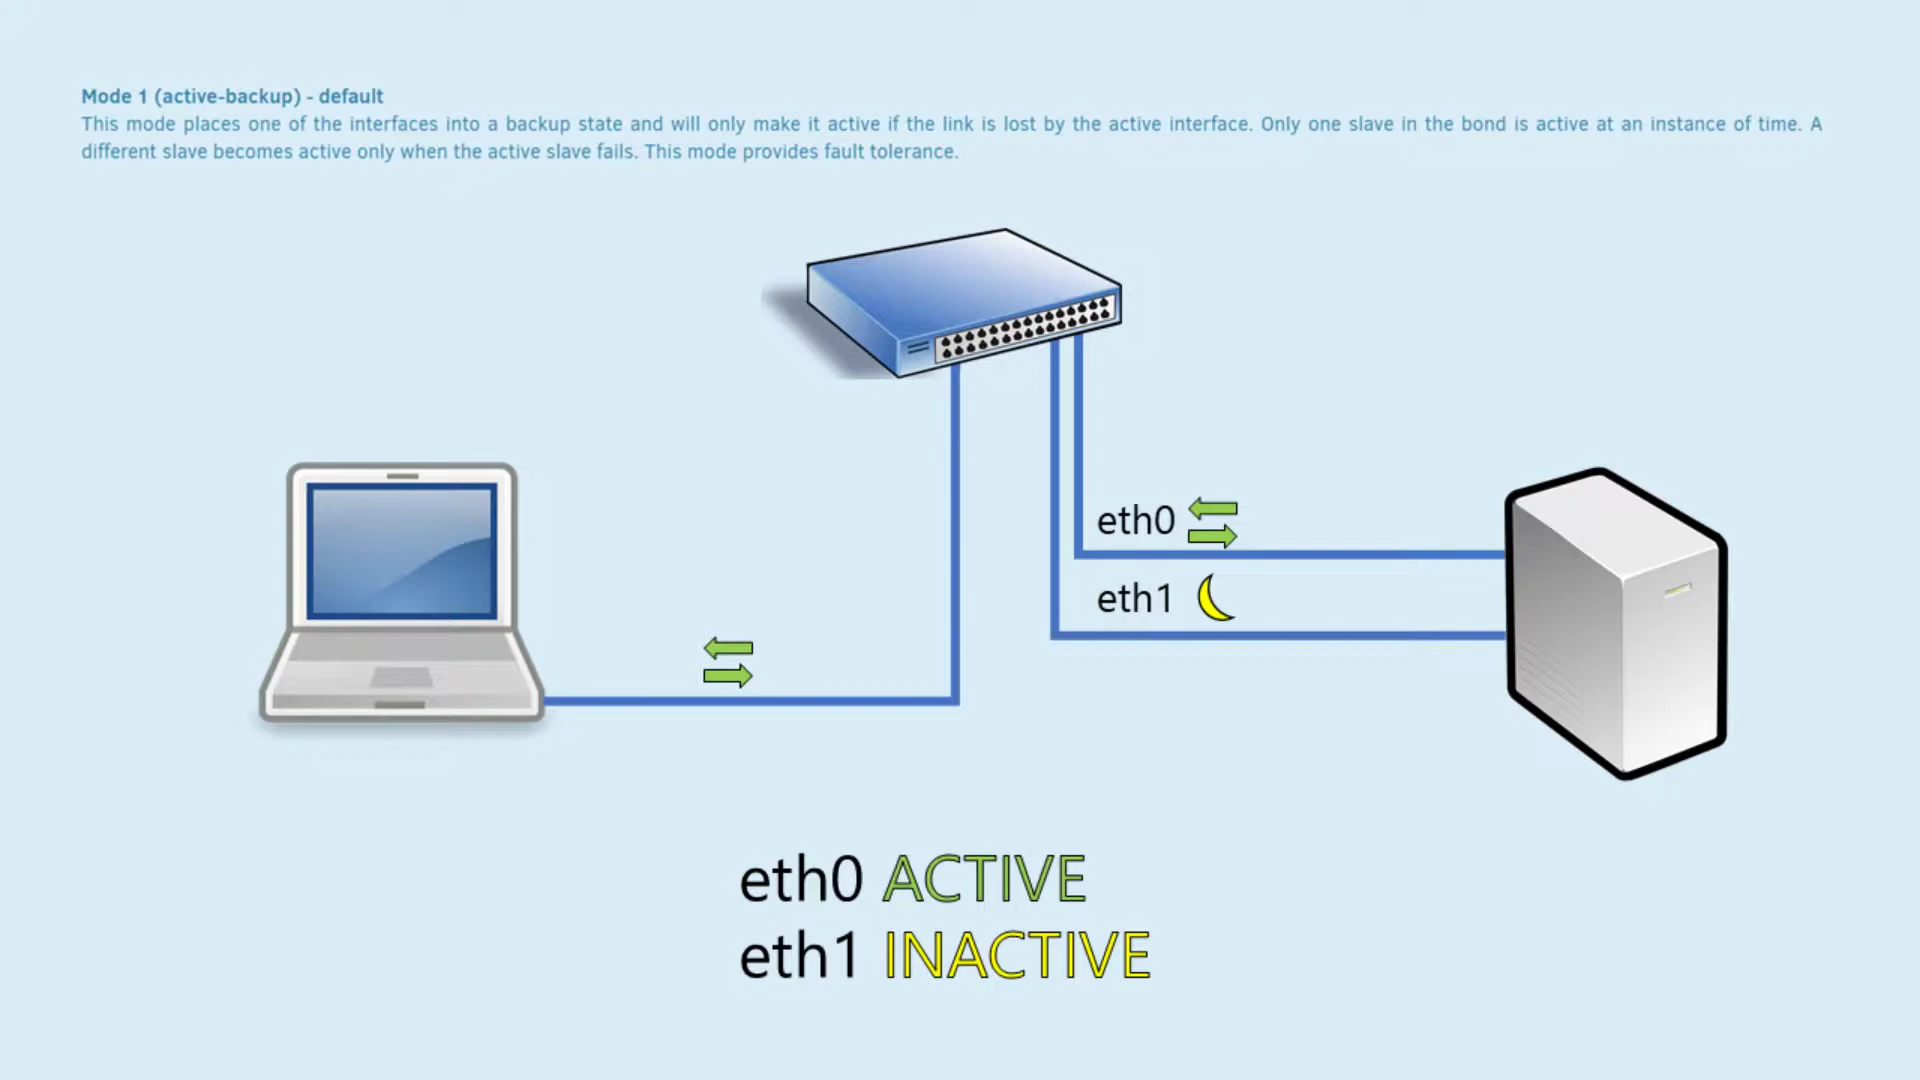 Mode 1 (active-backup) - default
This mode places one of the interfaces into a backup state and will only make it active if the link is lost by the active interface. Only one slave in the bond is active at an instance of time. A
different slave becomes active only when the active slave fails. This mode provides fault tolerance.
eth0
eth1
eth0 ACTIVE
eth1 INACTIVE